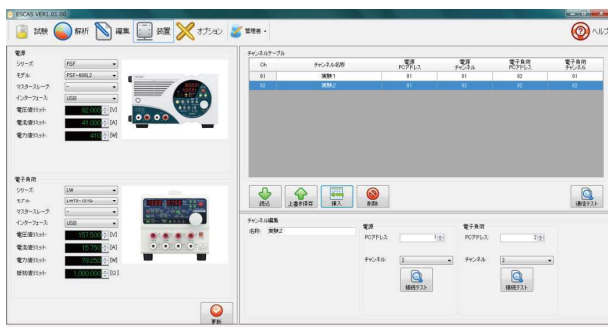 ESCAS VER1.01.00
試験 解析 編集 装置 オプション 管理者 ヘルプ
電源
シリーズ: PSF
モデル: PSF-400L2
マスタースレーブ: -
インターフェース: USB
電圧値リミット 82.000 [V]
電流値リミット 41.000 [A]
電力値リミット 410 [W]
電子負荷
シリーズ: LW
モデル:
マスタースレーブ: -
インターフェース: USB
電圧値リミット 157.500 [V]
電流値リミット 15.750 [A]
電力値リミット 78.250 [W]
抵抗値リミット 1,000.000 [Ω]
更新
チャンネルテーブル
Ch チャンネル名称 電源 PCアドレス 電源 チャンネル 電子負荷 PCアドレス 電子負荷 チャンネル
01 実験1 01 01 02 01
02 実験2 01 02 02 02
読込 上書き保存 挿入 削除 通信テスト
チャンネル編集
名称: 実験2
電源
PCアドレス: 1
チャンネル: 2
接続テスト
電子負荷
PCアドレス: 2
チャンネル: 2
接続テスト